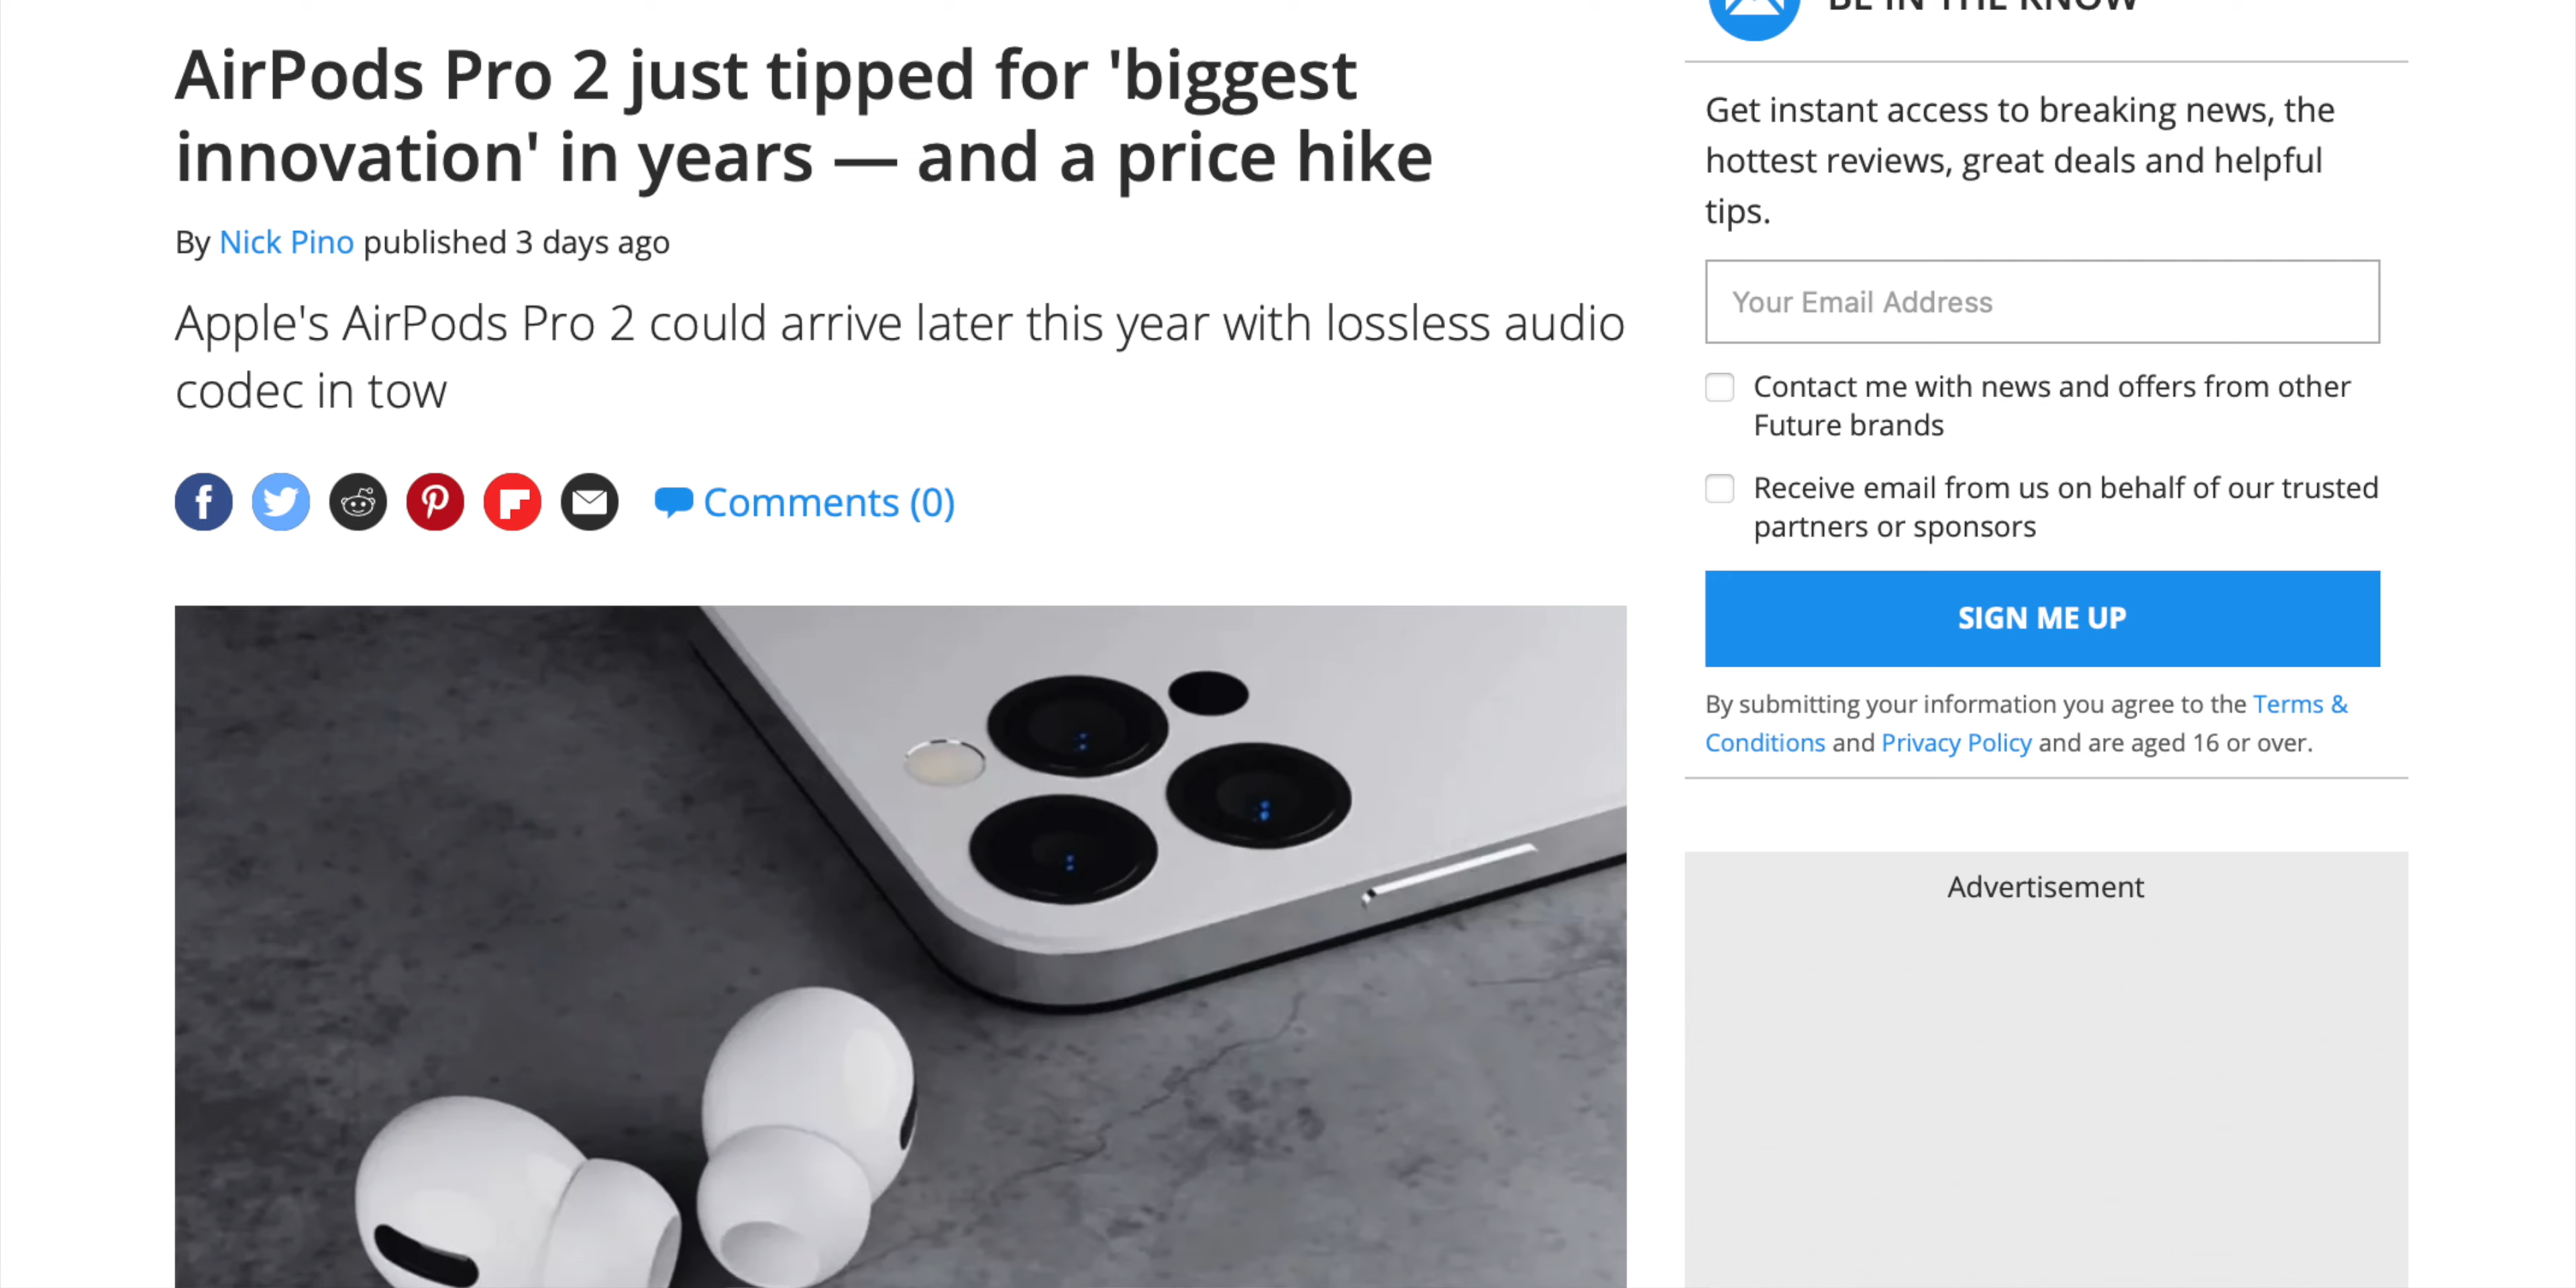 BE IN THE KNOW
AirPods Pro 2 just tipped for 'biggest
innovation' in years — and a price hike
By Nick Pino published 3 days ago
Apple's AirPods Pro 2 could arrive later this year with lossless audio
codec in tow
Comments (0)
Get instant access to breaking news, the
hottest reviews, great deals and helpful
tips.
Your Email Address
Contact me with news and offers from other
Future brands
Receive email from us on behalf of our trusted
partners or sponsors
SIGN ME UP
By submitting your information you agree to the Terms &
Conditions and Privacy Policy and are aged 16 or over.
Advertisement